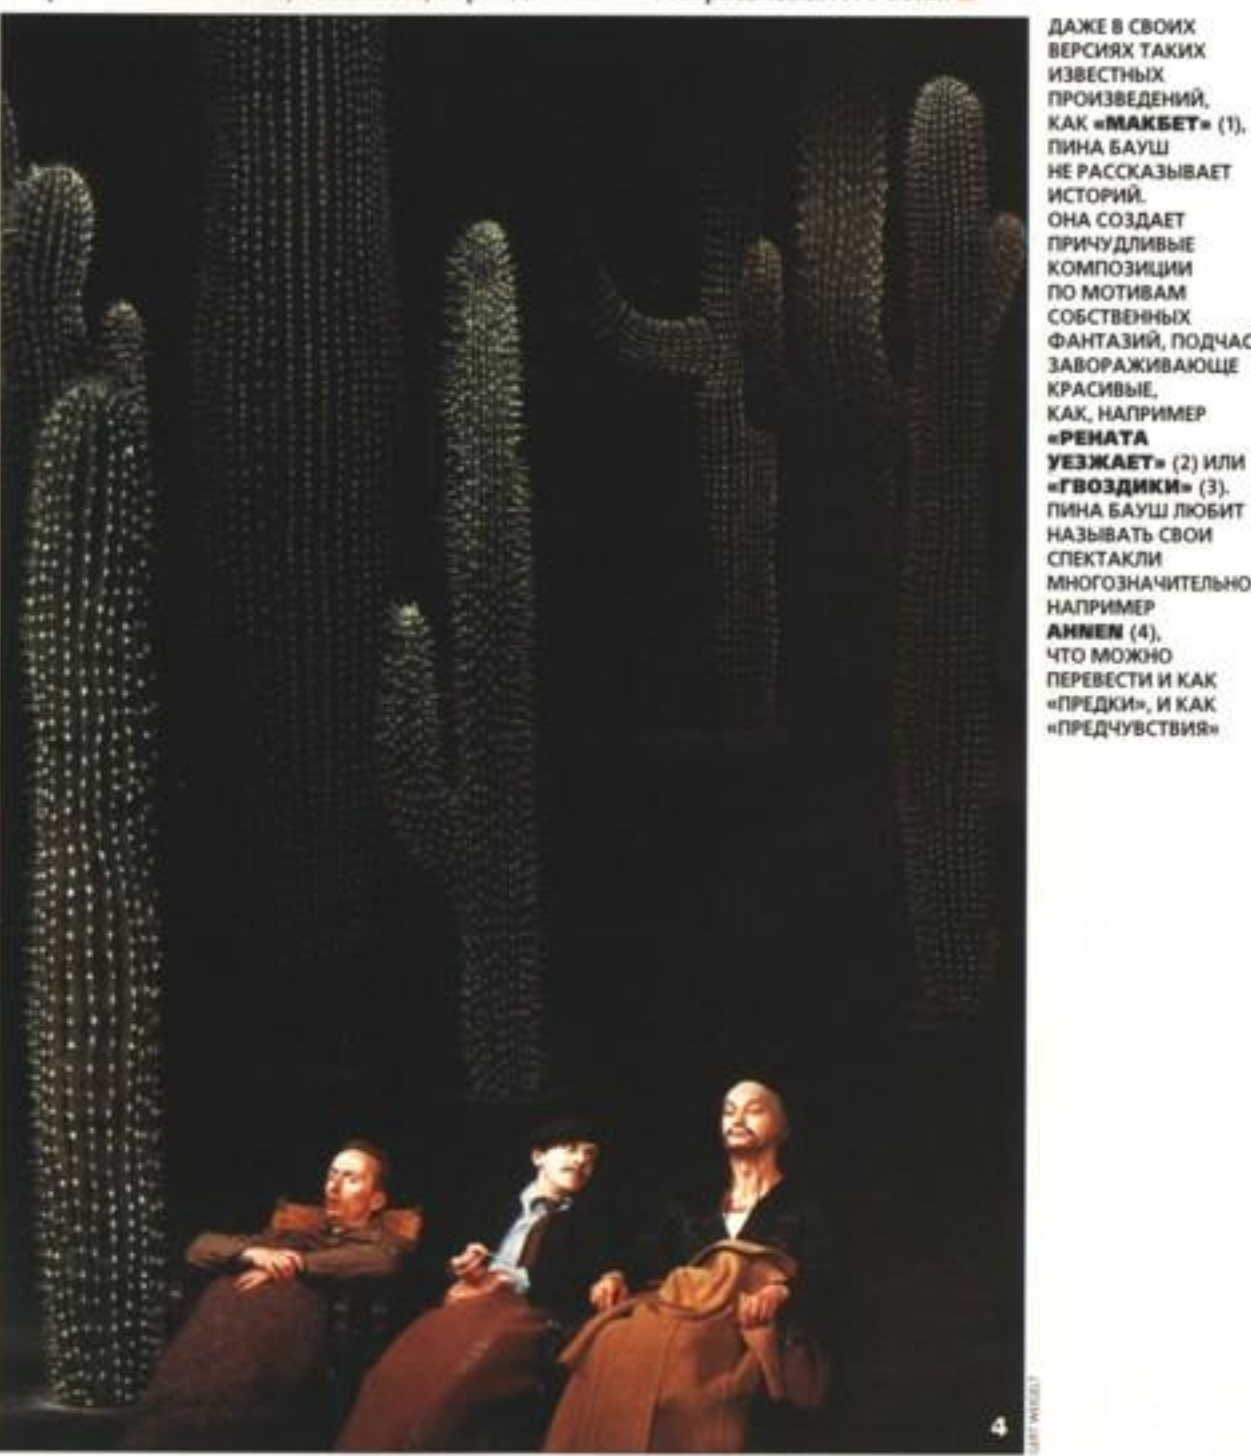 ДАЖЕ В СВОИХ
ВЕРСИЯХ ТАКИХ
ИЗВЕСТНЫХ
ПРОИЗВЕДЕНИЙ,
КАК «МАКБЕТ» (1),
ПИНА БАУШ
НЕ РАССКАЗЫВАЕТ
ИСТОРИЙ.
ОНА СОЗДАЕТ
ПРИЧУДЛИВЫЕ
КОМПОЗИЦИИ
ПО МОТИВАМ
СОБСТВЕННЫХ
ФАНТАЗИЙ, ПОДЧАС
ЗАВОРАЖИВАЮЩЕ
КРАСИВЫЕ,
КАК, НАПРИМЕР
«РЕНАТА
УЕЗЖАЕТ» (2) ИЛИ
«ГВОЗДИКИ» (3).
ПИНА БАУШ ЛЮБИТ
НАЗЫВАТЬ СВОИ
СПЕКТАКЛИ
МНОГОЗНАЧИТЕЛЬНО
НАПРИМЕР
AHNEN (4),
ЧТО МОЖНО
ПЕРЕВЕСТИ И КАК
«ПРЕДКИ», И КАК
«ПРЕДЧУВСТВИЯ»
4
GERT WEIGELT